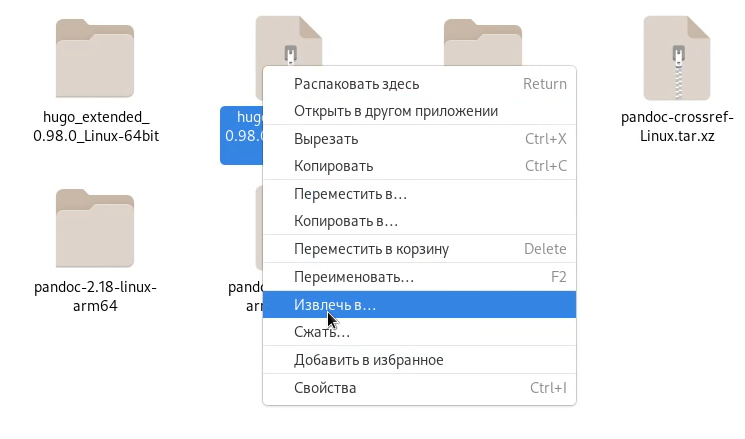 hugo_extended_
0.98.0_Linux-64bit
pandoc-crossref-
Linux.tar.xz
pandoc-2.18-linux-
arm64
Распаковать здесь Return
Открыть в другом приложении
Вырезать Ctrl+X
Копировать Ctrl+C
Переместить в...
Копировать в...
Переместить в корзину Delete
Переименовать... F2
Извлечь в...
Сжать...
Добавить в избранное
Свойства Ctrl+I